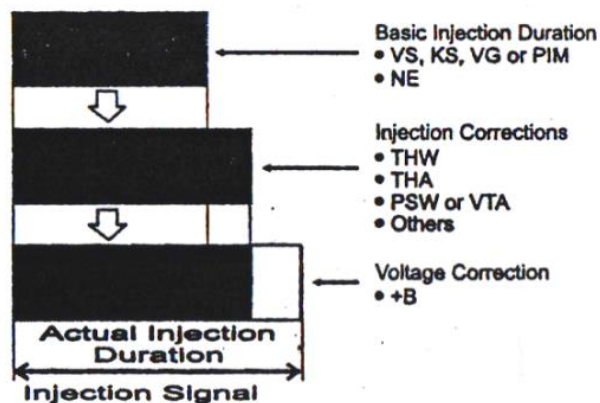 Basic Injection Duration
• VS, KS, VG or PIM
• NE
Injection Corrections
• THW
• THA
• PSW or VTA
• Others
Voltage Correction
• +B
Actual Injection
Duration
Injection Signal